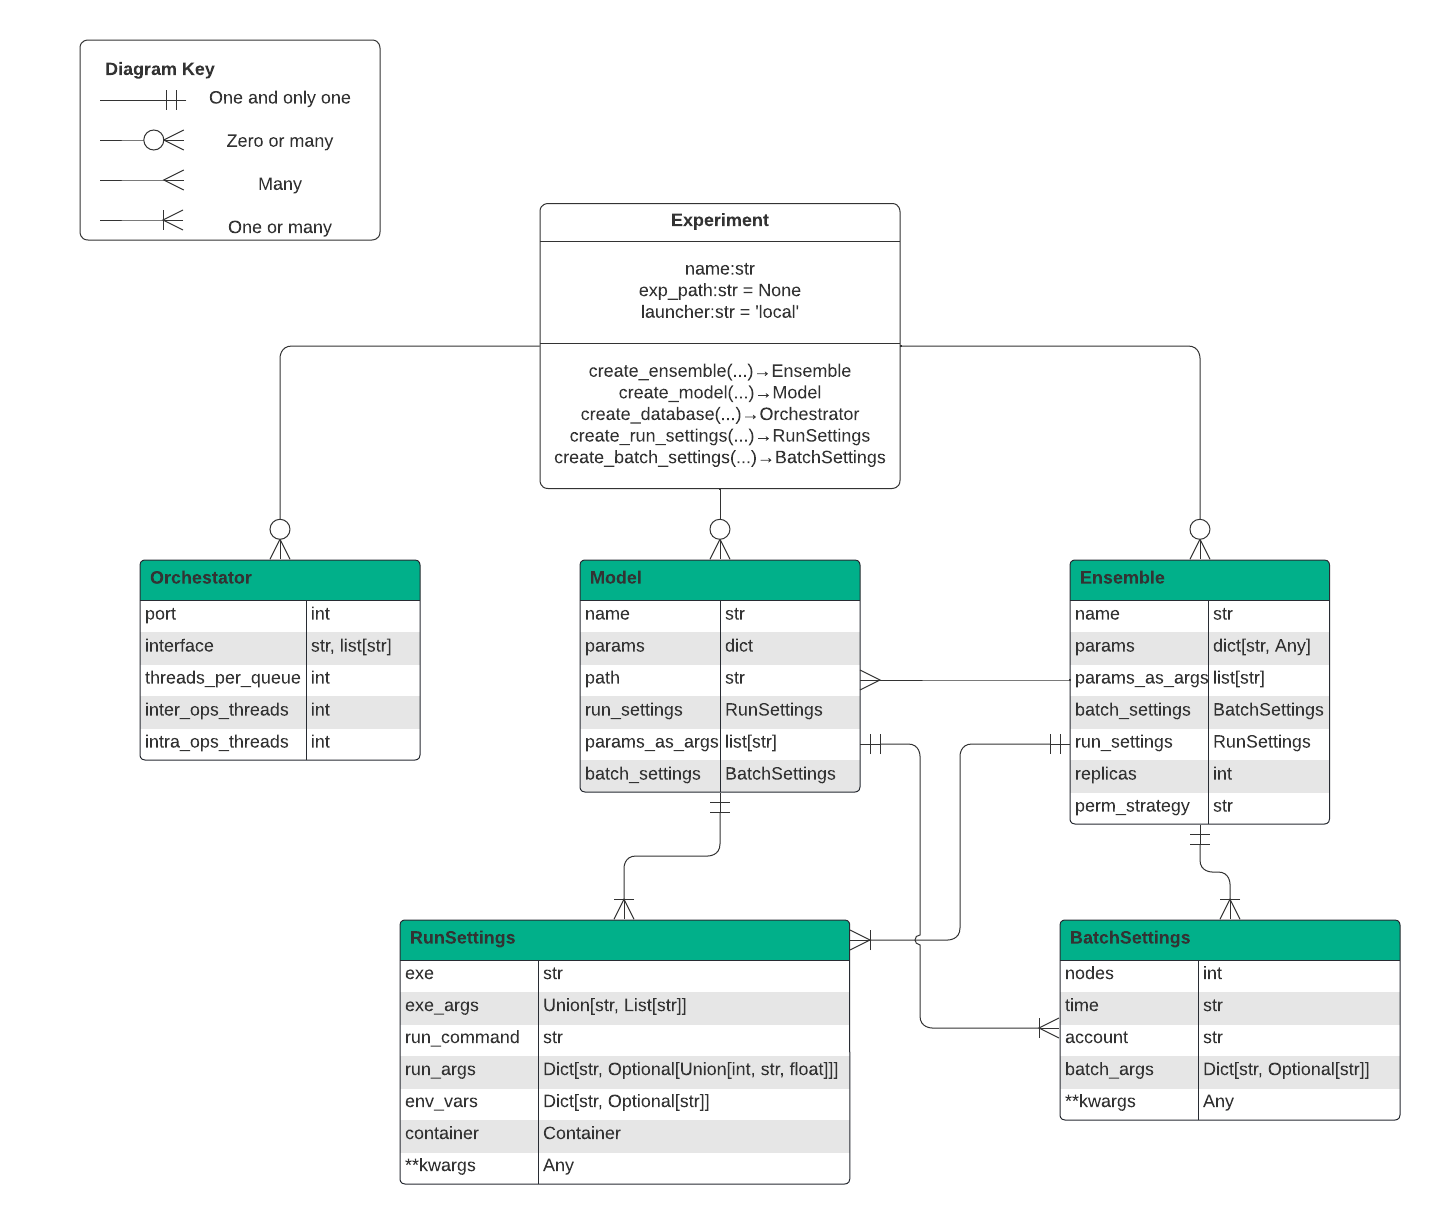 Diagram Key
One and only one
Zero or many
Many
One or many
Experiment
name:str
exp_path:str = None
launcher:str = 'local'
create_ensemble(...)→Ensemble
create_model(...)→Model
create_database(...)→Orchestrator
create_run_settings(...)→RunSettings
create_batch_settings(...)→BatchSettings
Orchestator
port int
interface str, list[str]
threads_per_queue int
inter_ops_threads int
intra_ops_threads int
Model
name str
params dict
path str
run_settings RunSettings
params_as_args list[str]
batch_settings BatchSettings
Ensemble
name str
params dict[str, Any]
params_as_args list[str]
batch_settings BatchSettings
run_settings RunSettings
replicas int
perm_strategy str
RunSettings
exe str
exe_args Union[str, List[str]]
run_command str
run_args Dict[str, Optional[Union[int, str, float]]]
env_vars Dict[str, Optional[str]]
container Container
**kwargs Any
BatchSettings
nodes int
time str
account str
batch_args Dict[str, Optional[str]]
**kwargs Any